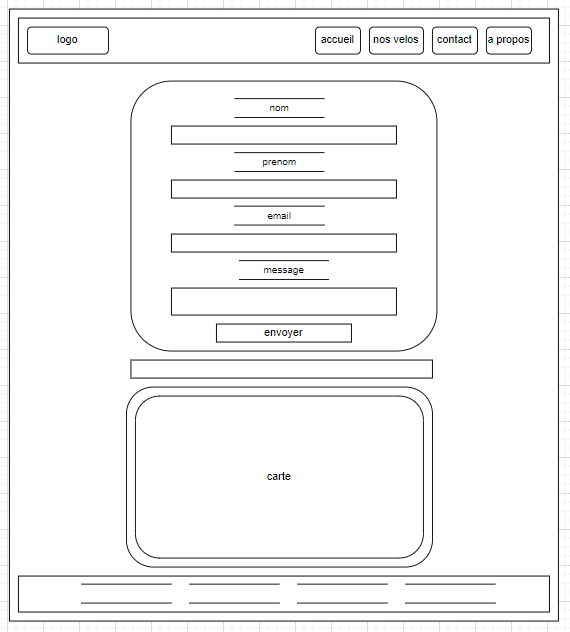 logo
accueil
nos velos
contact
a propos
nom
prenom
email
message
envoyer
carte